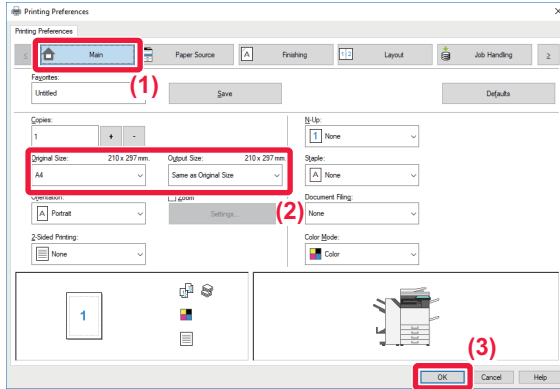 Printing Preferences
Printing Preferences
Main
Paper Source
Finishing
Layout
Job Handling
(1)
Favorites:
Untitled
Save
Defaults
Copies:
1
+ -
N-Up:
1 None
Original Size: 210 x 297 mm.
Output Size: 210 x 297 mm.
Staple:
A4
Same as Original Size
A None
(2)
Orientation:
Zoom
Document Filing:
A Portrait
Settings...
None
2-Sided Printing:
Color Mode:
None
Color
1
(3)
OK
Cancel
Help